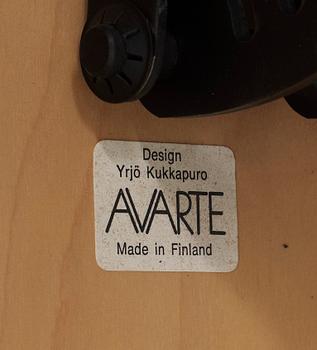 Design
Yrjö Kukkapuro
AVARTE
Made in Finland